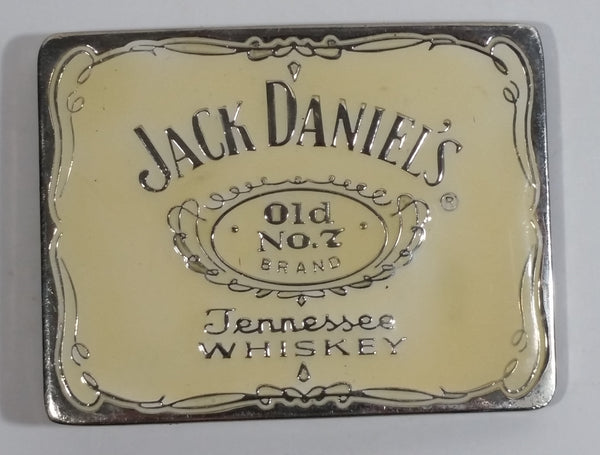 JACK DANIEL'S
®
Old
No.7
BRAND
Tennessee
WHISKEY